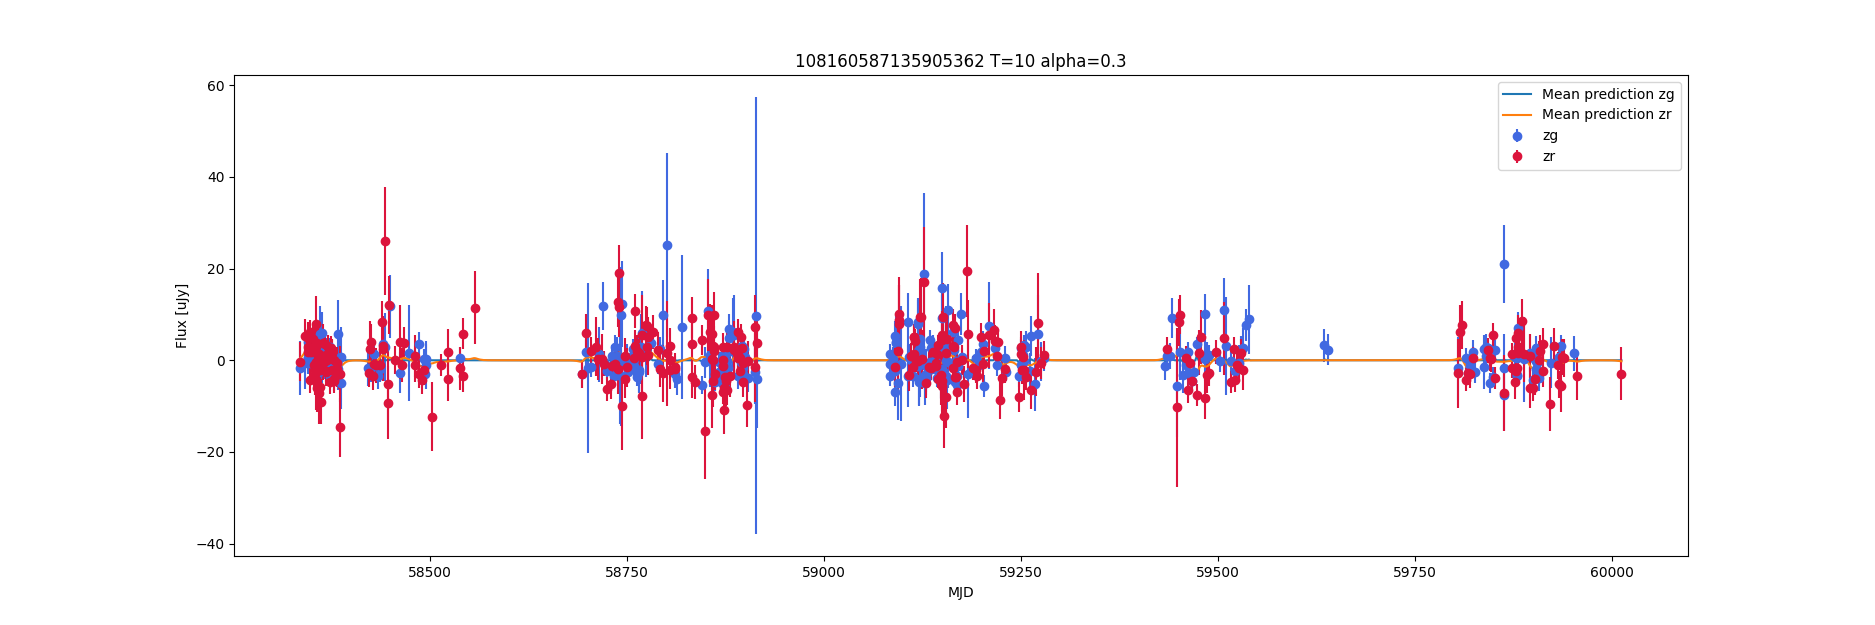 108160587135905362 T=10 alpha=0.3
60
40
20
0
−20
−40
Flux [uJy]
58500
58750
59000
59250
59500
59750
60000
MJD
Mean prediction zg
Mean prediction zr
zg
zr